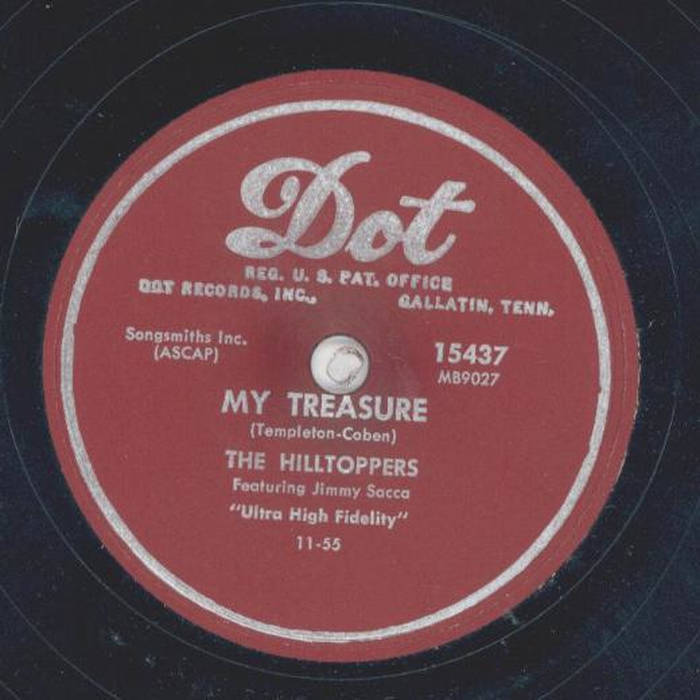 Dot
REG. U. S. PAT. OFFICE
DOT RECORDS, INC. GALLATIN, TENN.
Songsmiths Inc.
(ASCAP)
15437
MB9027
MY TREASURE
(Templeton-Coben)
THE HILLTOPPERS
Featuring Jimmy Sacca
"Ultra High Fidelity"
11-55